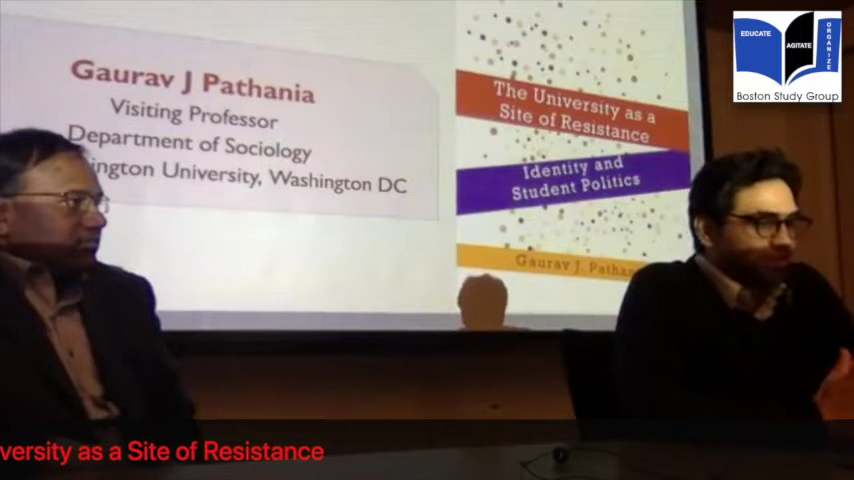 Gaurav J Pathania
Visiting Professor
Department of Sociology
ington University, Washington DC
The University as a
Site of Resistance
Identity and
Student Politics
Gaurav J. Pathan
EDUCATE
AGITATE
ORGANIZE
Boston Study Group
versity as a Site of Resistance